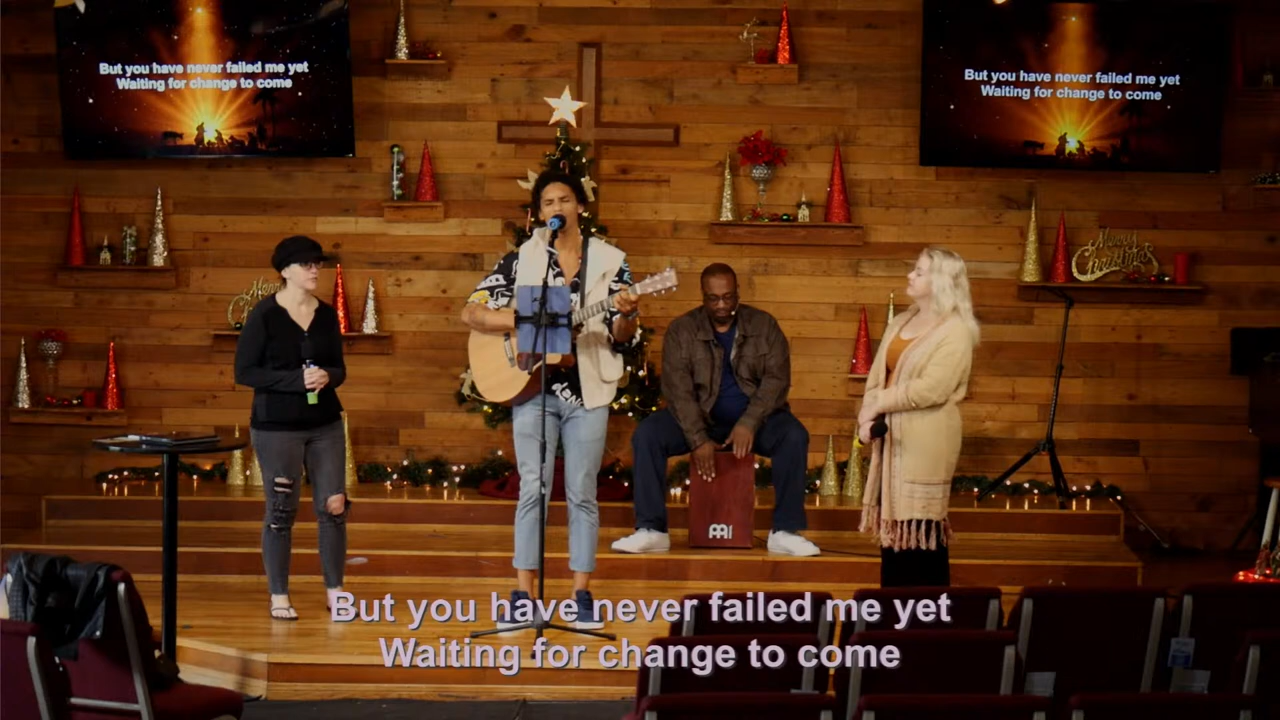 But you have never failed me yet
Waiting for change to come
But you have never failed me yet
Waiting for change to come
Merry
Christmas
Merry
MEINL
But you have never failed me yet
Waiting for change to come